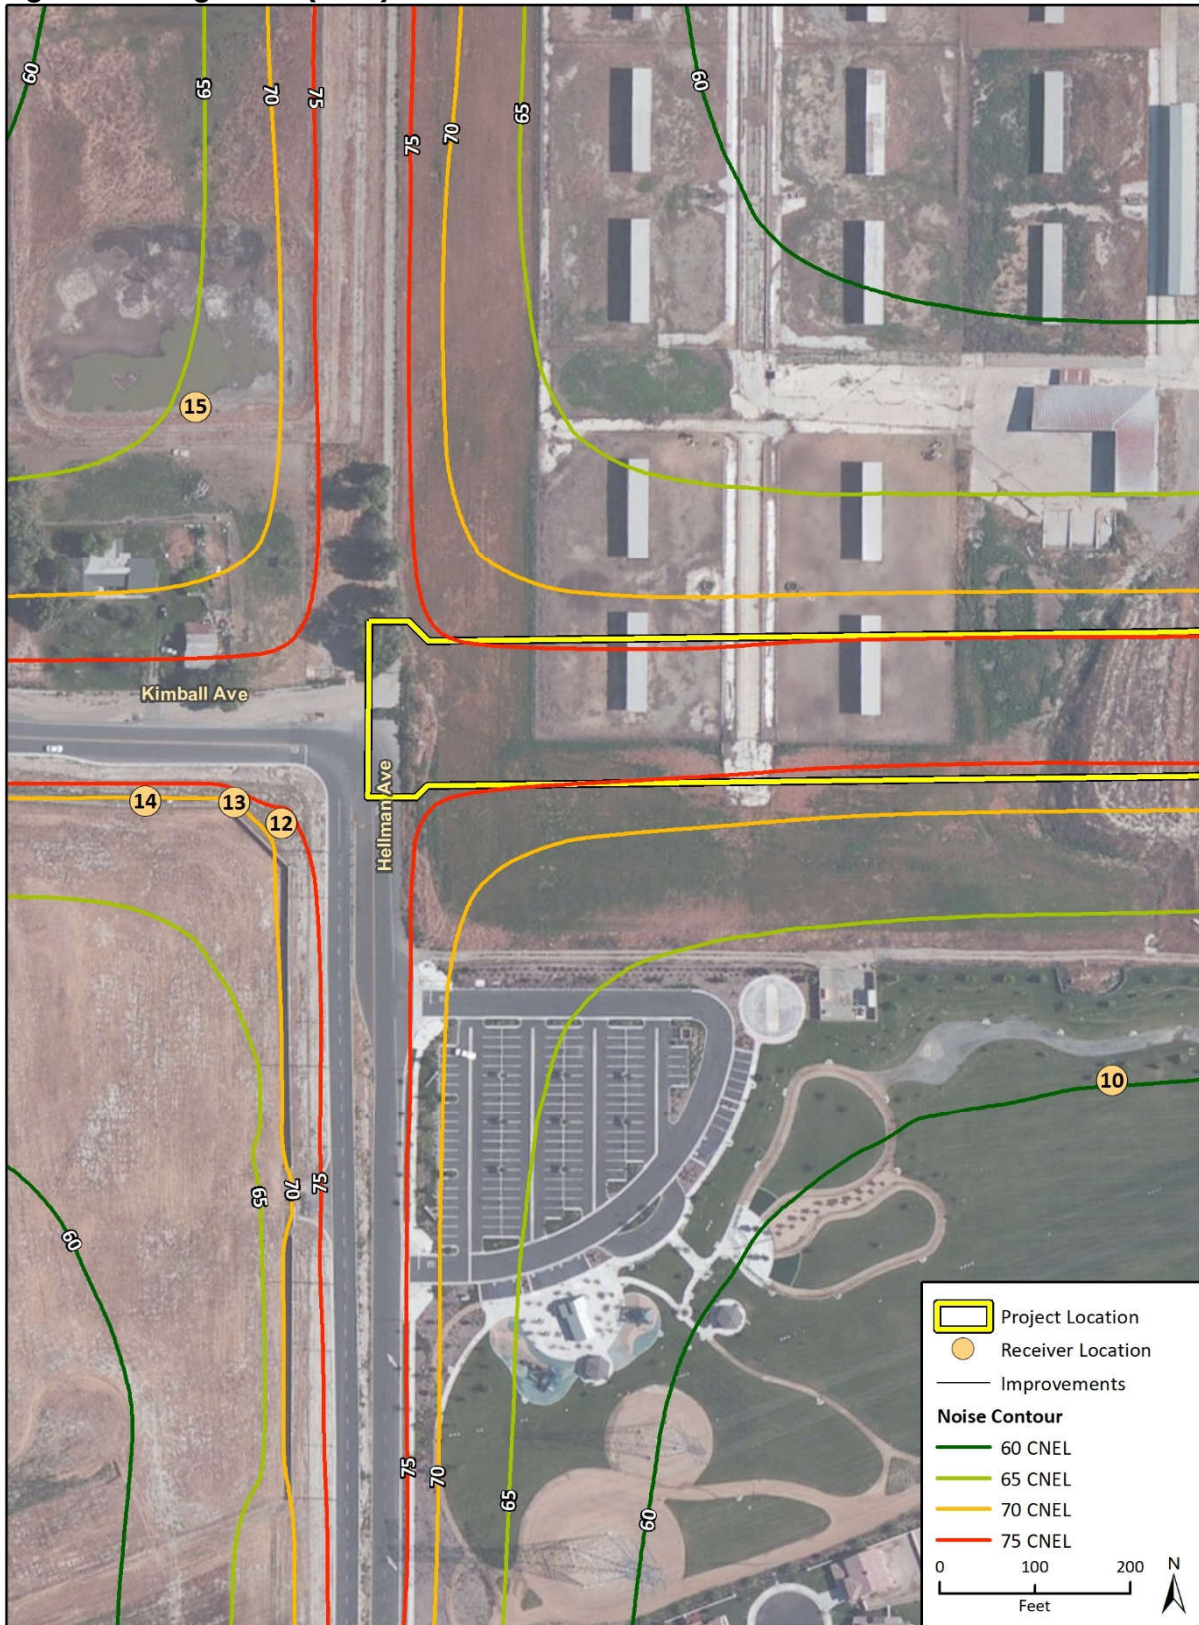 60
65
70
75
75
70
65
60
15
Kimball Ave
14
13
12
Hellman Ave
10
65
70
75
60
75
70
65
60
Project Location
Receiver Location
Improvements
Noise Contour
60 CNEL
65 CNEL
70 CNEL
75 CNEL
0 100 200
Feet
N